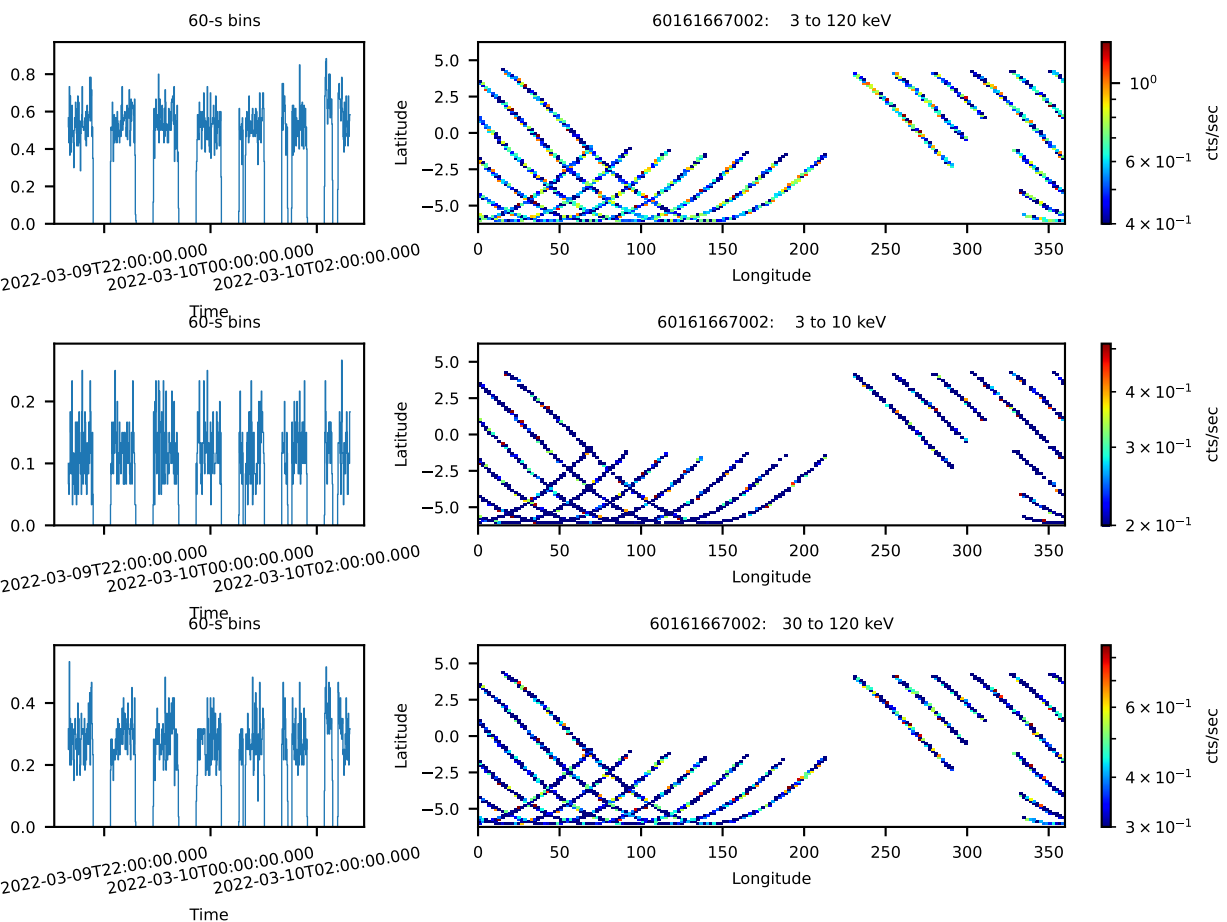 60-s bins
60161667002:    3 to 120 keV
0.8
0.6
0.4
0.2
0.0
2022-03-09T22:00:00.000
2022-03-10T00:00:00.000
2022-03-10T02:00:00.000
Time
Latitude
5.0
2.5
0.0
−2.5
−5.0
0 50 100 150 200 250 300 350
Longitude
10⁰
6 × 10⁻¹
4 × 10⁻¹
cts/sec
60-s bins
60161667002:    3 to 10 keV
0.2
0.1
0.0
2022-03-09T22:00:00.000
2022-03-10T00:00:00.000
2022-03-10T02:00:00.000
Time
Latitude
5.0
2.5
0.0
−2.5
−5.0
0 50 100 150 200 250 300 350
Longitude
4 × 10⁻¹
3 × 10⁻¹
2 × 10⁻¹
cts/sec
60-s bins
60161667002:   30 to 120 keV
0.4
0.2
0.0
2022-03-09T22:00:00.000
2022-03-10T00:00:00.000
2022-03-10T02:00:00.000
Time
Latitude
5.0
2.5
0.0
−2.5
−5.0
0 50 100 150 200 250 300 350
Longitude
6 × 10⁻¹
4 × 10⁻¹
3 × 10⁻¹
cts/sec